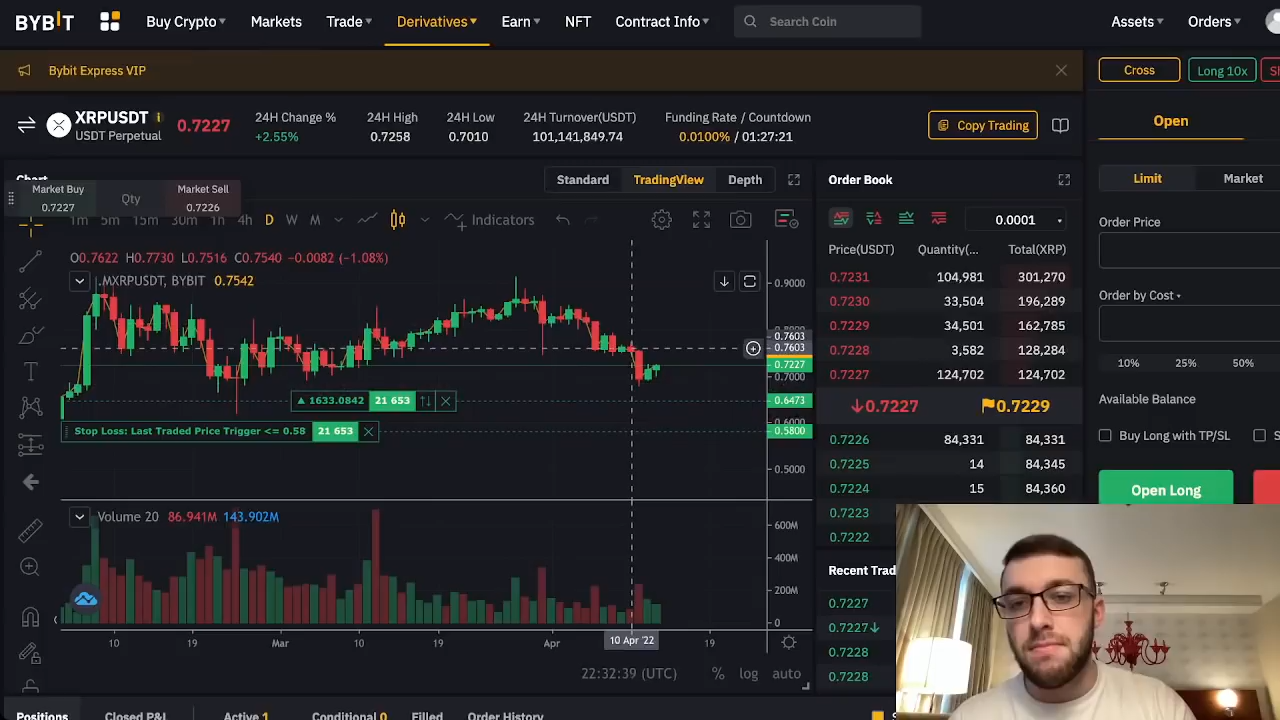 BYBIT Buy Crypto Markets Trade Derivatives Earn NFT Contract Info Search Coin Assets Orders
Bybit Express VIP
Cross Long 10x
XRPUSDT
USDT Perpetual
0.7227
24H Change %
+2.55%
24H High
0.7258
24H Low
0.7010
24H Turnover(USDT)
101,141,849.74
Funding Rate / Countdown
0.0100% / 01:27:21
Copy Trading
Open
Standard TradingView Depth
Market Buy
0.7227
Qty
Market Sell
0.7226
1m 5m 15m 30m 1h 4h D W M Indicators
O0.7622 H0.7730 L0.7516 C0.7540 −0.0082 (−1.08%)
.MXRPUSDT, BYBIT 0.7542
0.9000
0.8000
0.7603
0.7603
0.7227
0.7000
0.6473
0.6000
0.5800
0.5000
1633.0842 21 653
Stop Loss: Last Traded Price Trigger <= 0.58 21 653
Volume 20 86.941M 143.902M
600M
400M
200M
0
10 19 Mar 10 19 Apr 10 Apr '22 19
22:32:39 (UTC) % log auto
Order Book
0.0001
Price(USDT) Quantity(... Total(XRP)
0.7231 104,981 301,270
0.7230 33,504 196,289
0.7229 34,501 162,785
0.7228 3,582 128,284
0.7227 124,702 124,702
0.7227 0.7229
0.7226 84,331 84,331
0.7225 14 84,345
0.7224 15 84,360
0.7223
0.7222
Recent Trad
0.7227
0.7227
0.7228
0.7228
Limit Market
Order Price
Order by Cost
10% 25% 50%
Available Balance
Buy Long with TP/SL
Open Long
Positions Closed P&L Active 1 Conditional 0 Filled Order History